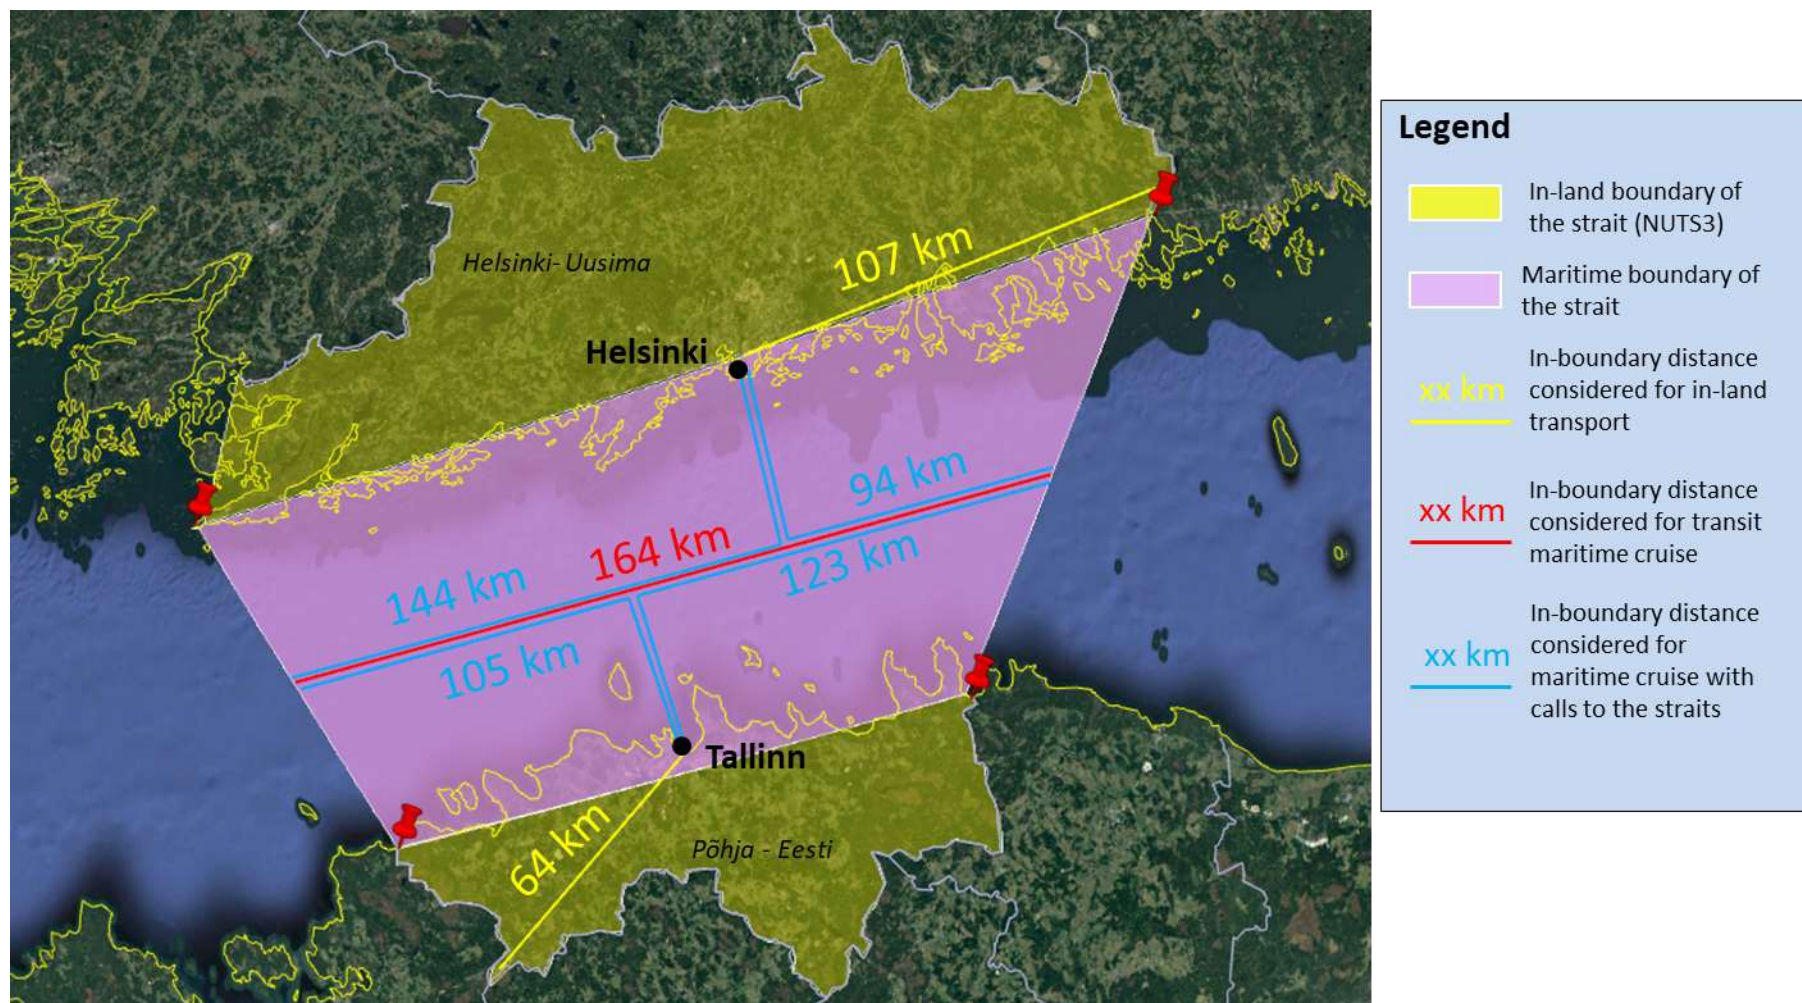 Helsinki-Uusima
107 km
Helsinki
94 km
164 km
123 km
144 km
105 km
Tallinn
64 km
Põhja - Eesti
Legend
In-land boundary of
the strait (NUTS3)
Maritime boundary of
the strait
xx km
In-boundary distance
considered for in-land
transport
xx km
In-boundary distance
considered for transit
maritime cruise
xx km
In-boundary distance
considered for
maritime cruise with
calls to the straits